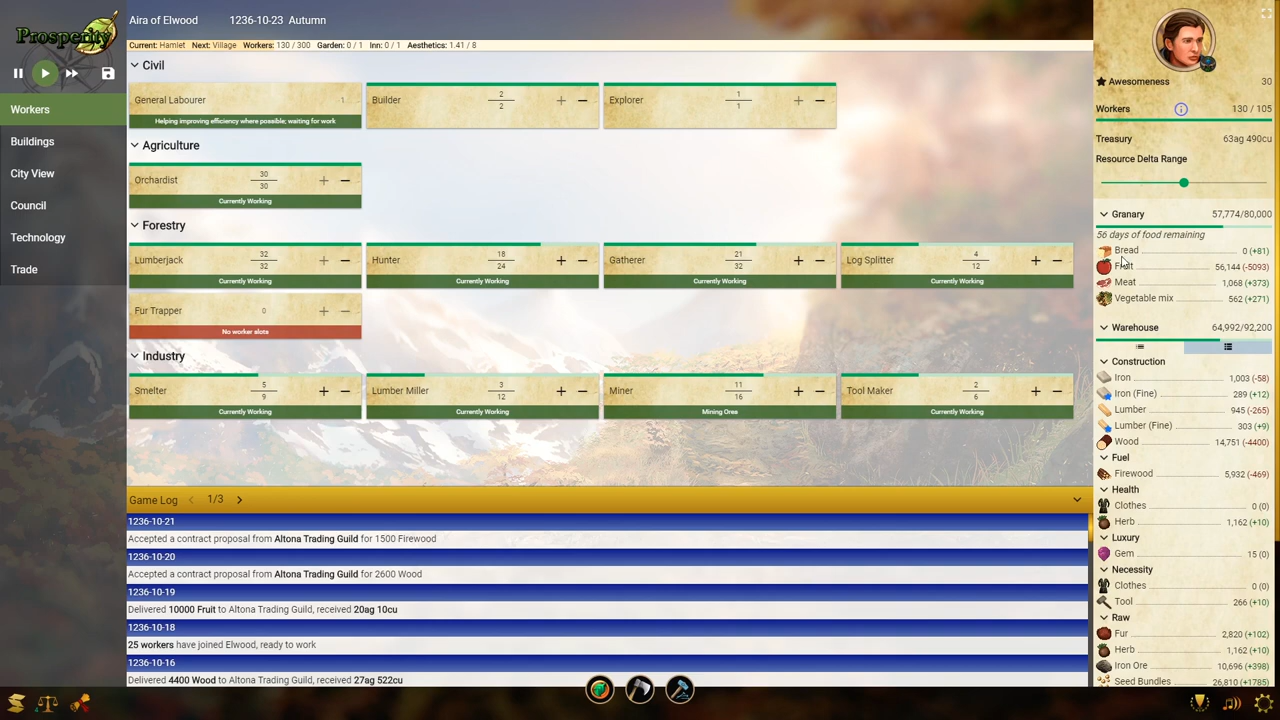 Prosperity
Aira of Elwood 1236-10-23 Autumn
Current: Hamlet Next: Village Workers: 130 / 300 Garden: 0 / 1 Inn: 0 / 1 Aesthetics: 1.41 / 8
Workers
Buildings
City View
Council
Technology
Trade
Civil
General Labourer 1
Helping improving efficiency where possible; waiting for work
Builder 2
2
Explorer 1
1
Agriculture
Orchardist 30
30
Currently Working
Forestry
Lumberjack 32
32
Currently Working
Hunter 18
24
Currently Working
Gatherer 21
32
Currently Working
Log Splitter 4
12
Currently Working
Fur Trapper 0
No worker slots
Industry
Smelter 5
9
Currently Working
Lumber Miller 3
12
Currently Working
Miner 11
16
Mining Orea
Tool Maker 2
6
Currently Working
Game Log 1/3
1236-10-21
Accepted a contract proposal from Altona Trading Guild for 1500 Firewood
1236-10-20
Accepted a contract proposal from Altona Trading Guild for 2600 Wood
1236-10-19
Delivered 10000 Fruit to Altona Trading Guild, received 20ag 10cu
1236-10-18
25 workers have joined Elwood, ready to work
1236-10-16
Delivered 4400 Wood to Altona Trading Guild, received 27ag 522cu
Awesomeness 30
Workers 130 / 105
Treasury 63ag 490cu
Resource Delta Range
Granary 57,774/80,000
56 days of food remaining
Bread 0 (+81)
Fruit 56,144 (-5093)
Meat 1,068 (+373)
Vegetable mix 562 (+271)
Warehouse 64,992/92,200
Construction
Iron 1,003 (-58)
Iron (Fine) 289 (+12)
Lumber 945 (-265)
Lumber (Fine) 303 (+9)
Wood 14,751 (-4400)
Fuel
Firewood 5,932 (-469)
Health
Clothes 0 (0)
Herb 1,162 (+10)
Luxury
Gem 15 (0)
Necessity
Clothes 0 (0)
Tool 266 (+10)
Raw
Fur 2,820 (+102)
Herb 1,162 (+10)
Iron Ore 10,696 (+398)
Seed Bundles 26,810 (+1785)